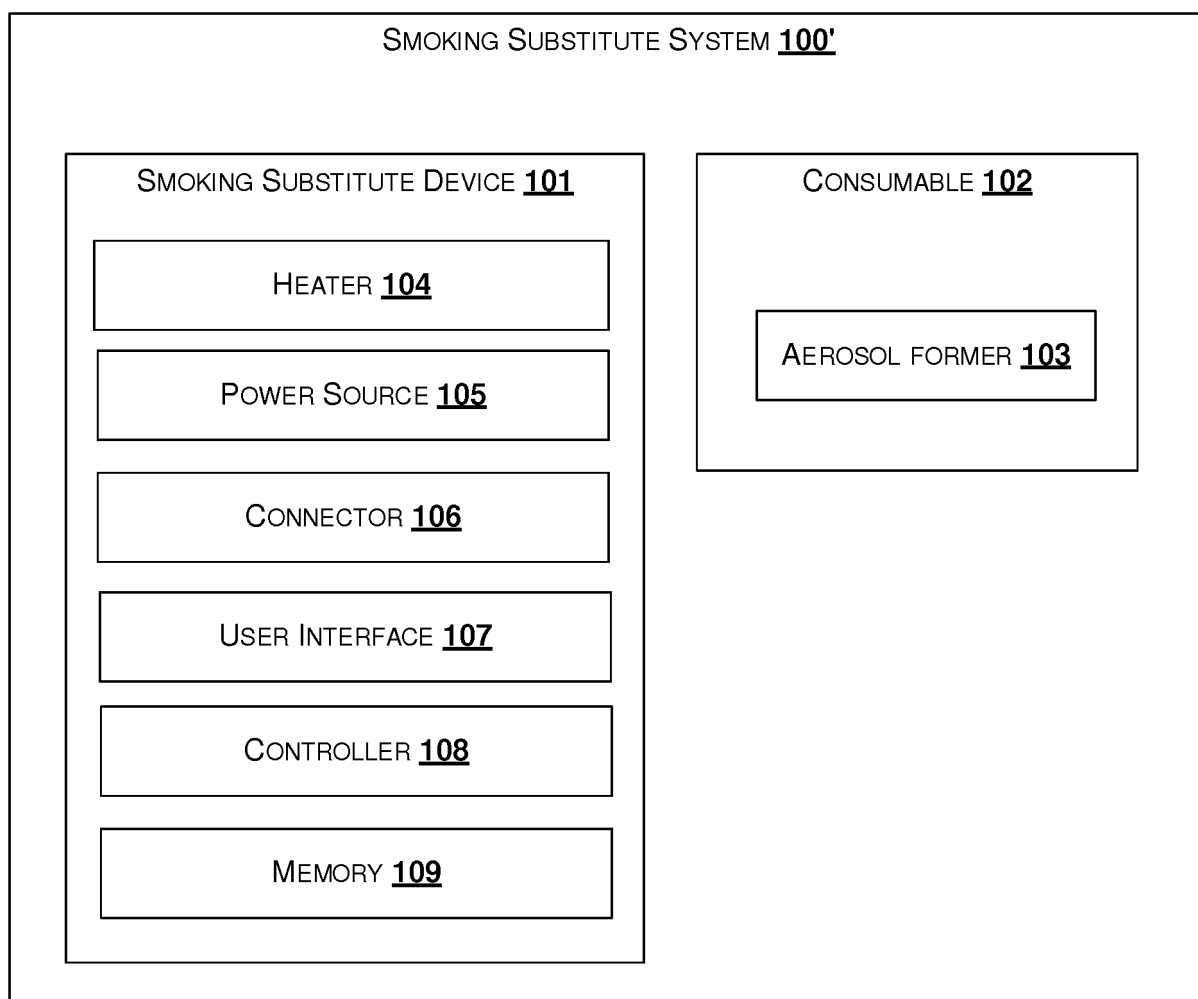 SMOKING SUBSTITUTE SYSTEM 100'
SMOKING SUBSTITUTE DEVICE 101
HEATER 104
POWER SOURCE 105
CONNECTOR 106
USER INTERFACE 107
CONTROLLER 108
MEMORY 109
CONSUMABLE 102
AEROSOL FORMER 103